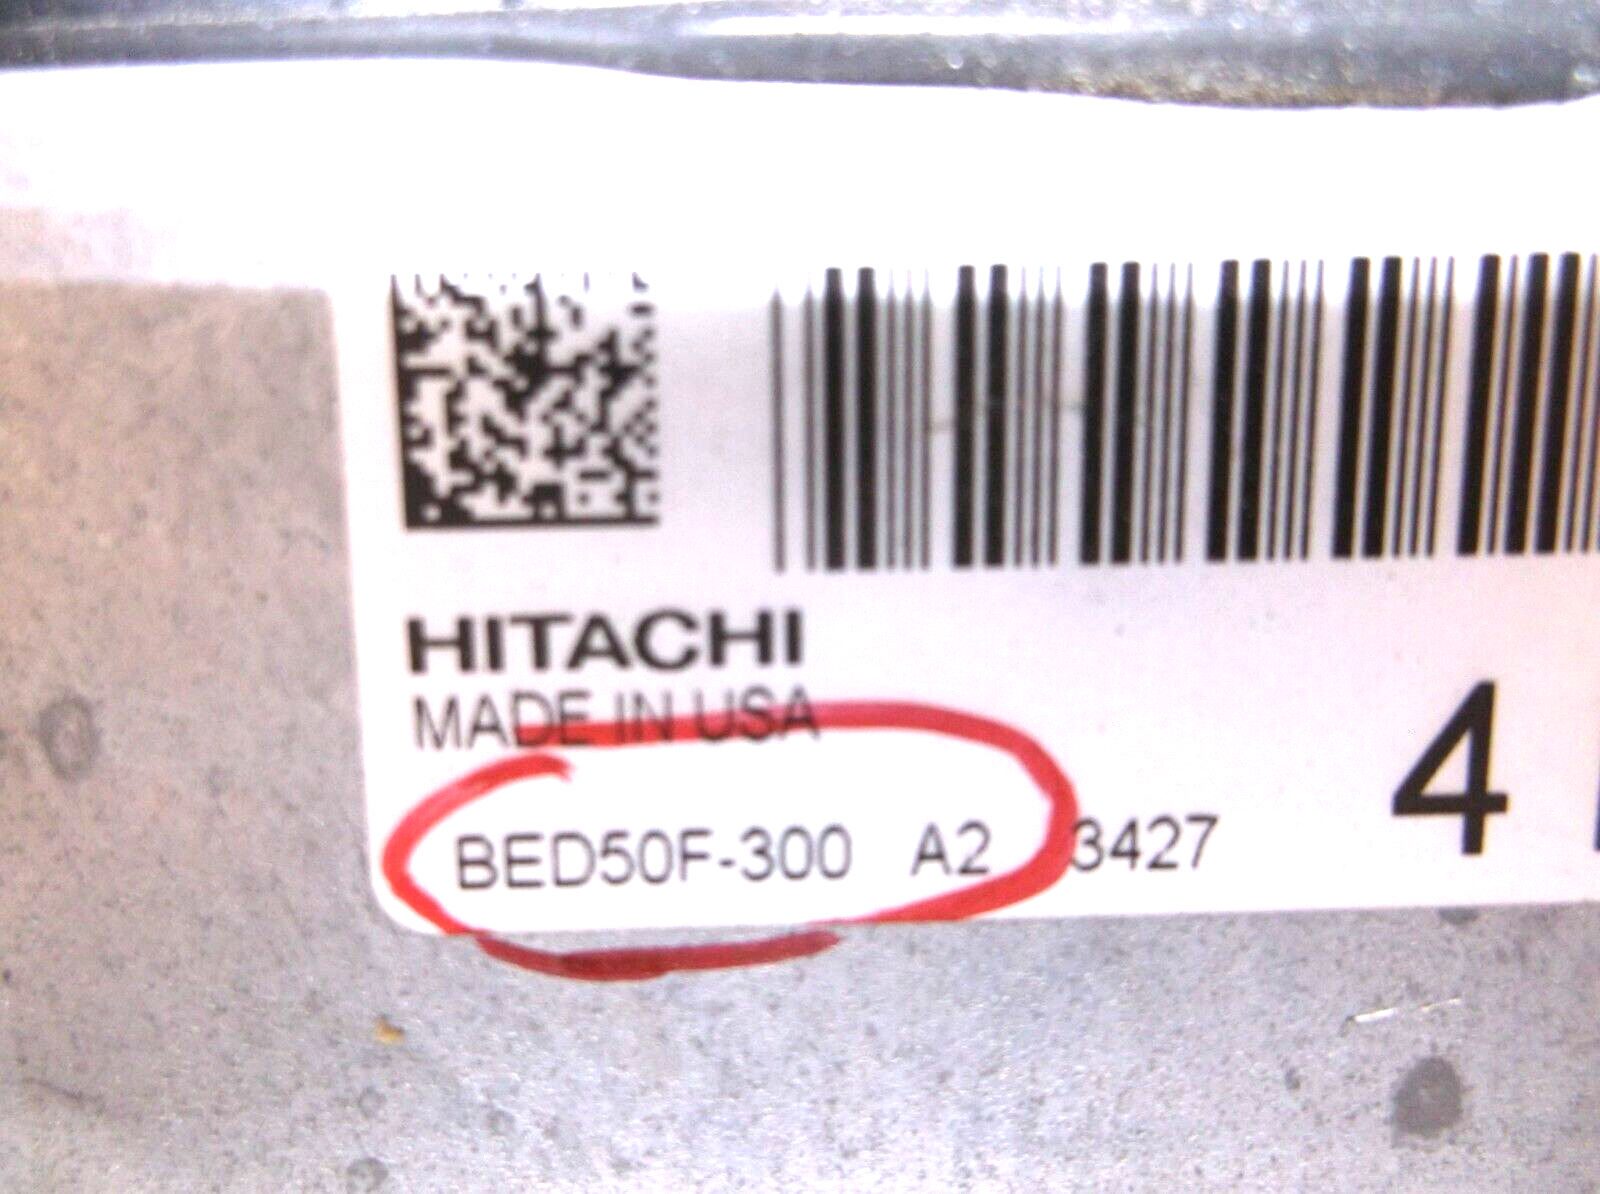 HITACHI
MADE IN USA
BED50F-300 A2 3427
4